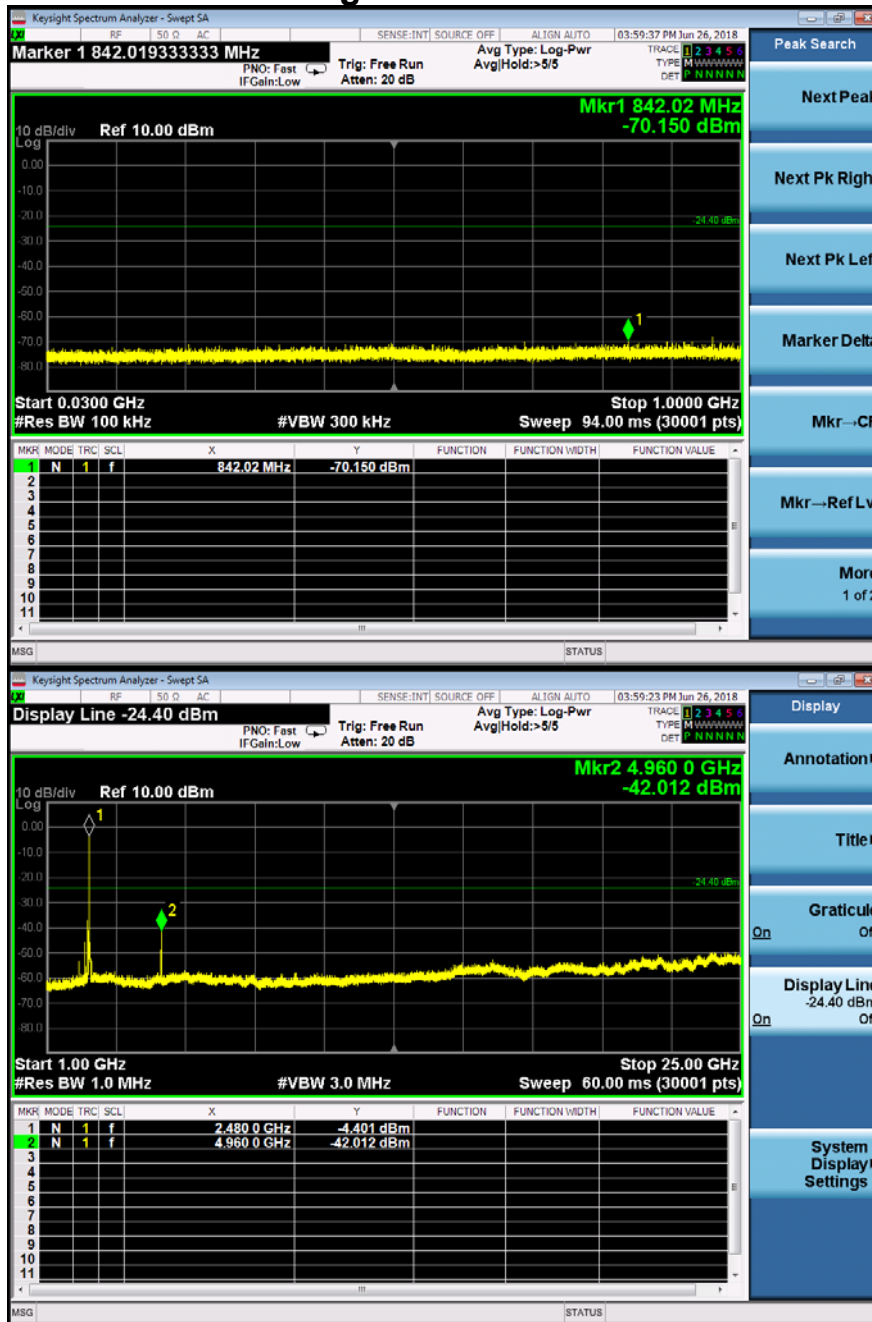 g
Keysight Spectrum Analyzer - Swept SA
LXI RF 50 Ω AC SENSE:INT SOURCE OFF ALIGN AUTO 03:59:37 PM Jun 26, 2018
Marker 1 842.019333333 MHz
PNO: Fast
IFGain:Low
Trig: Free Run
Atten: 20 dB
Avg Type: Log-Pwr
Avg|Hold:>5/5
TRACE 1 2 3 4 5 6
TYPE M WWWWW
DET P N N N N N
Mkr1 842.02 MHz
-70.150 dBm
10 dB/div Ref 10.00 dBm
Log
0.00
-10.0
-20.0
-24.40 dBm
-30.0
-40.0
-50.0
-60.0
1
-70.0
-80.0
Start 0.0300 GHz Stop 1.0000 GHz
#Res BW 100 kHz #VBW 300 kHz Sweep 94.00 ms (30001 pts)
MKR MODE TRC SCL X Y FUNCTION FUNCTION WIDTH FUNCTION VALUE
1 N 1 f 842.02 MHz -70.150 dBm
2
3
4
5
6
7
8
9
10
11
MSG STATUS
Peak Search
Next Peak
Next Pk Righ
Next Pk Lef
Marker Delta
Mkr→CF
Mkr→Ref Lv
More
1 of 2
Keysight Spectrum Analyzer - Swept SA
LXI RF 50 Ω AC SENSE:INT SOURCE OFF ALIGN AUTO 03:59:23 PM Jun 26, 2018
Display Line -24.40 dBm
PNO: Fast
IFGain:Low
Trig: Free Run
Atten: 20 dB
Avg Type: Log-Pwr
Avg|Hold:>5/5
TRACE 1 2 3 4 5 6
TYPE M WWWWW
DET P N N N N N
Mkr2 4.960 0 GHz
-42.012 dBm
10 dB/div Ref 10.00 dBm
Log
1
0.00
-10.0
-20.0
-24.40 dBm
-30.0
2
-40.0
-50.0
-60.0
-70.0
-80.0
Start 1.00 GHz Stop 25.00 GHz
#Res BW 1.0 MHz #VBW 3.0 MHz Sweep 60.00 ms (30001 pts)
MKR MODE TRC SCL X Y FUNCTION FUNCTION WIDTH FUNCTION VALUE
1 N 1 f 2.480 0 GHz -4.401 dBm
2 N 1 f 4.960 0 GHz -42.012 dBm
3
4
5
6
7
8
9
10
11
MSG STATUS
Display
Annotation
Title
Graticule
On Of
Display Line
-24.40 dBm
On Of
System
Display
Settings